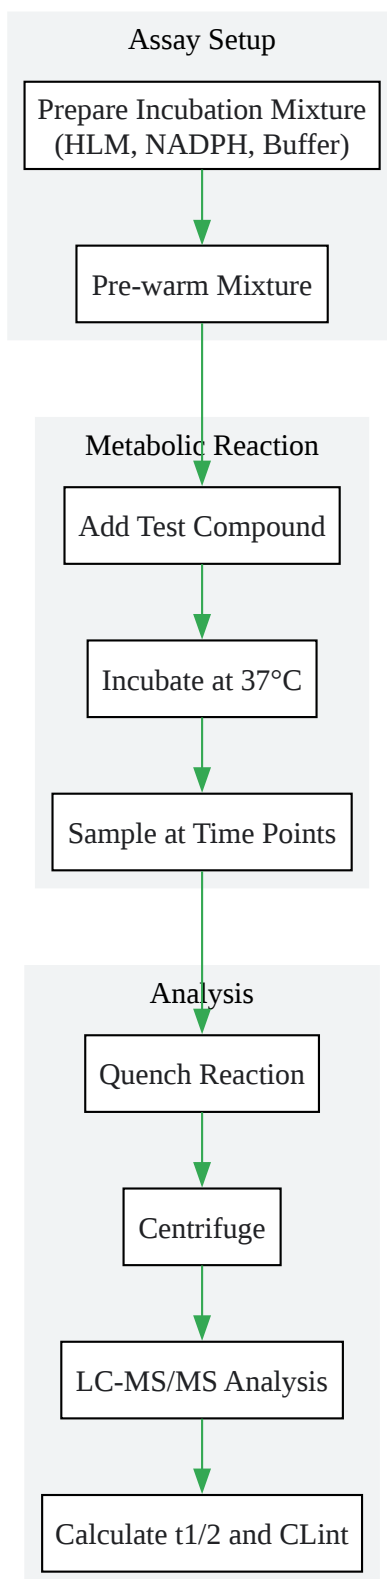 Assay Setup
Prepare Incubation Mixture
(HLM, NADPH, Buffer)
Pre-warm Mixture
Metabolic Reaction
Add Test Compound
Incubate at 37°C
Sample at Time Points
Analysis
Quench Reaction
Centrifuge
LC-MS/MS Analysis
Calculate t1/2 and CLint